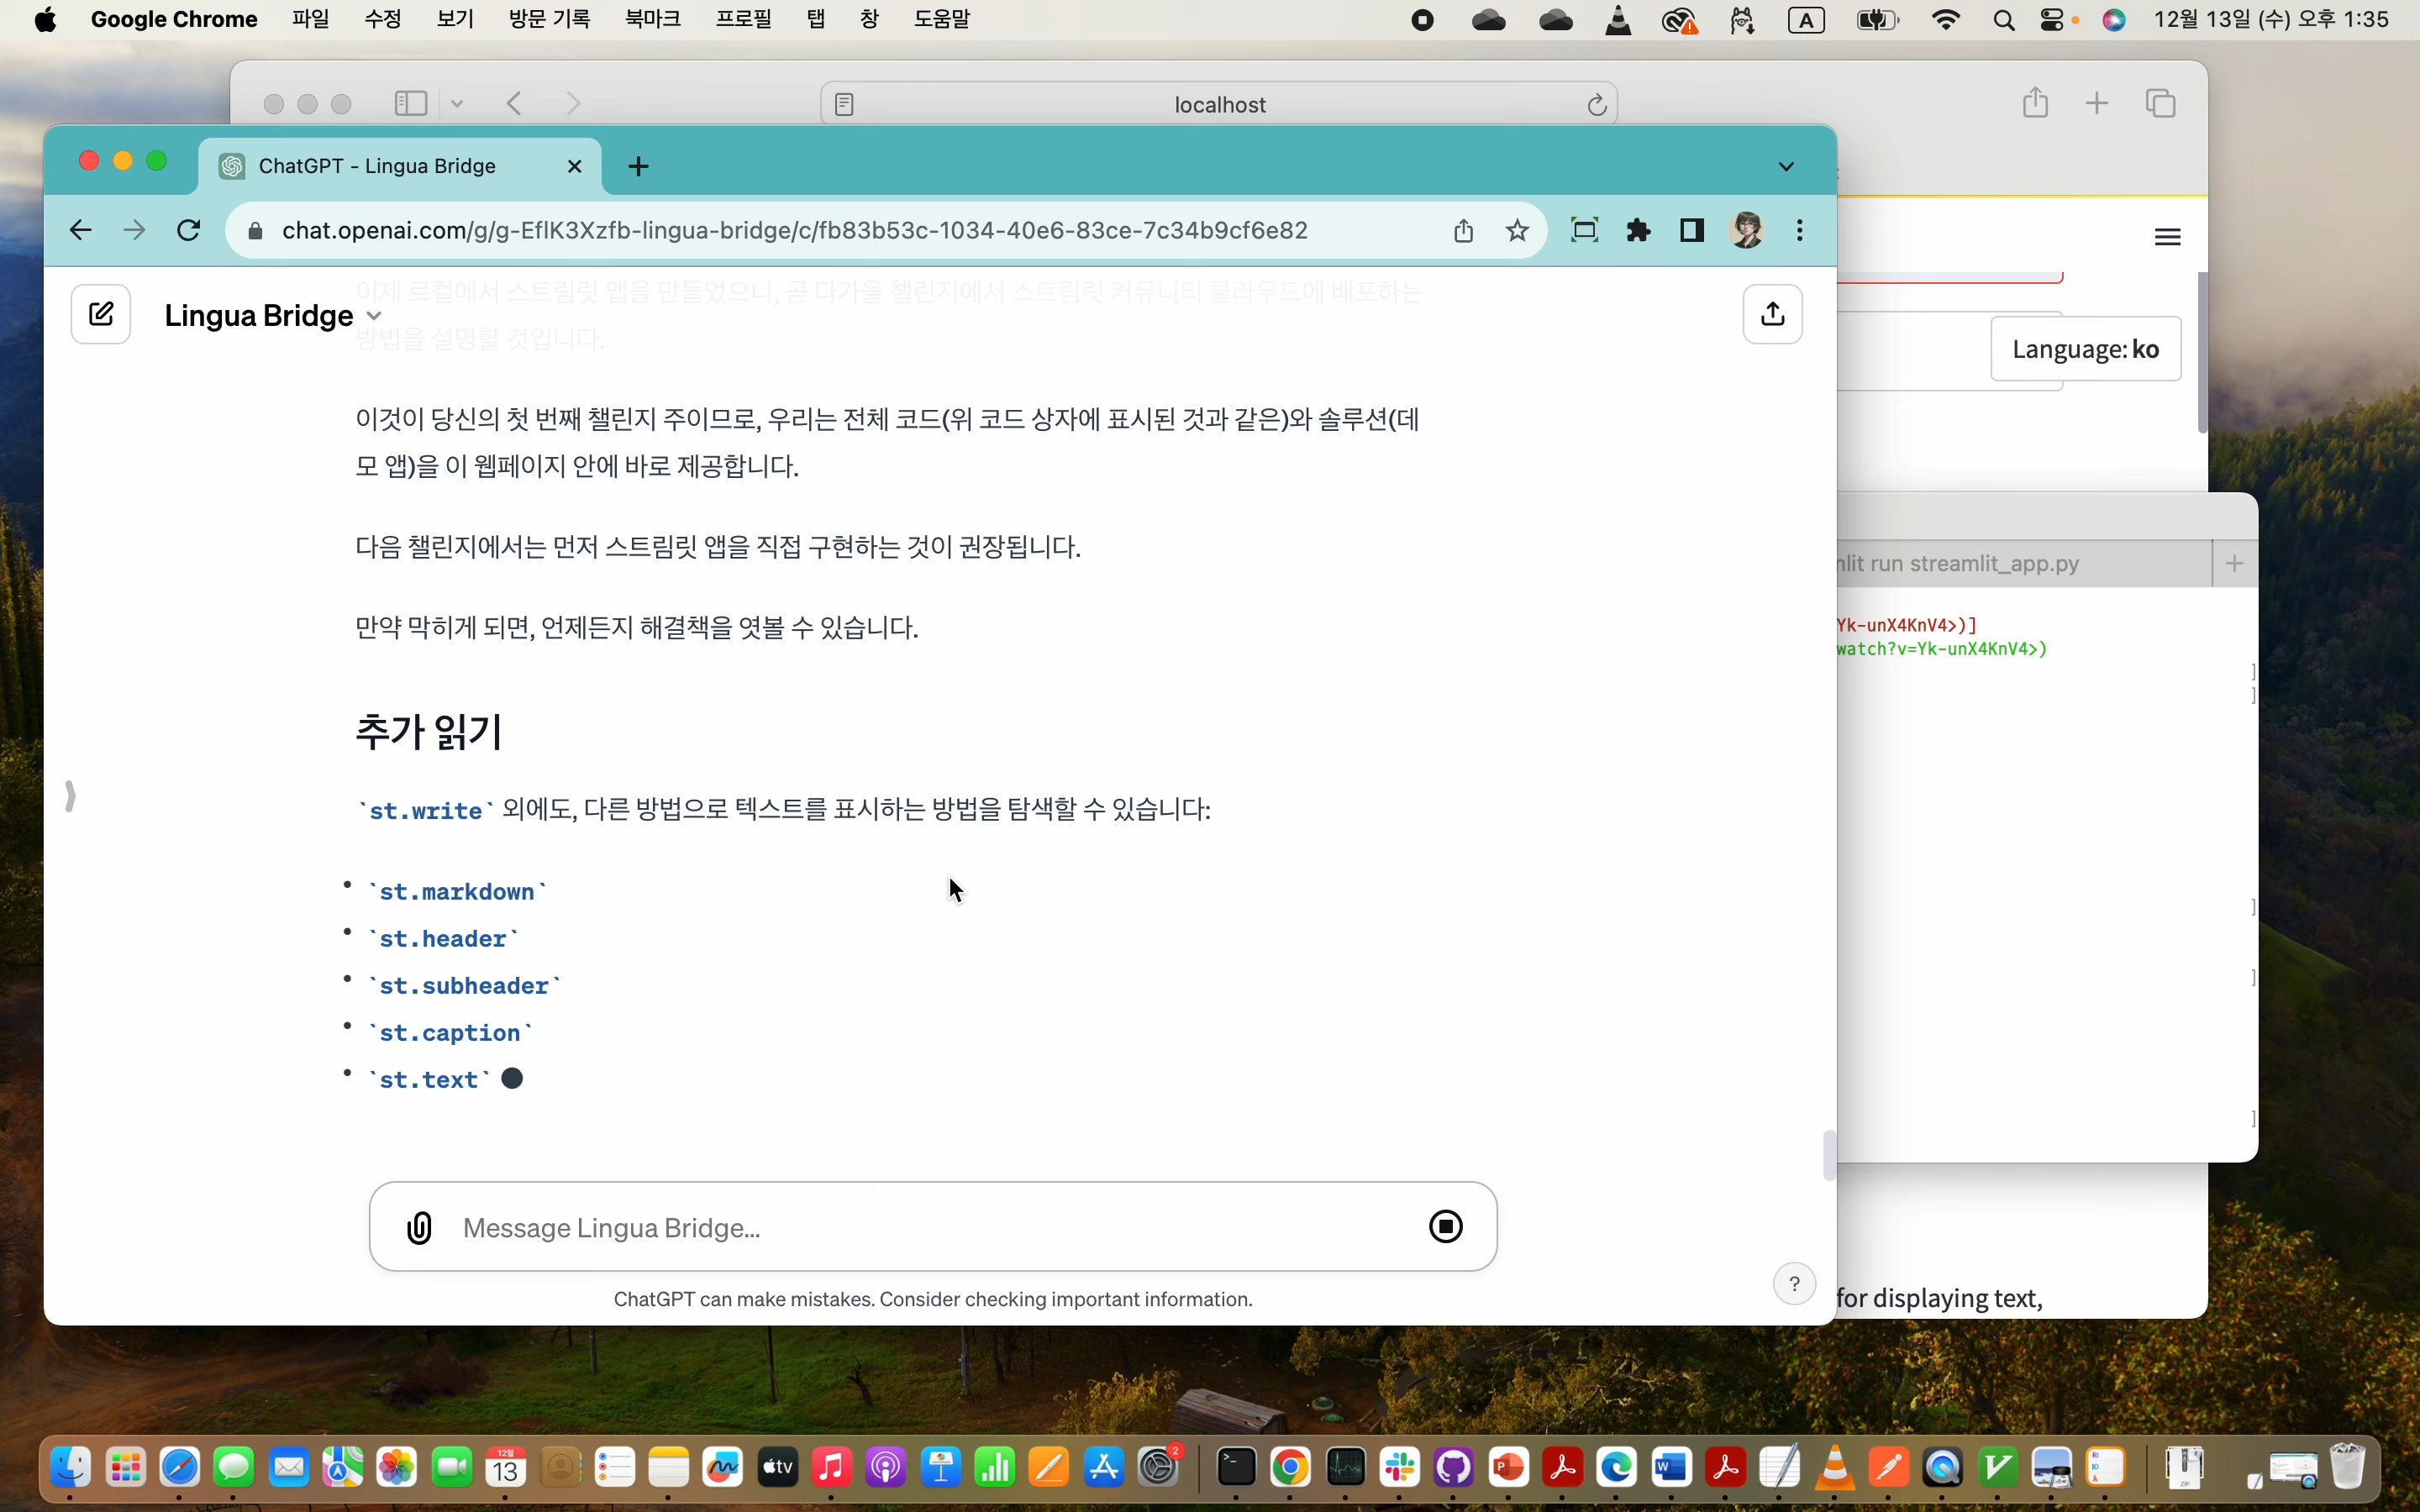 Google Chrome 파일 수정 보기 방문 기록 북마크 프로필 탭 창 도움말 A 12월 13일 (수) 오후 1:35
localhost
ChatGPT - Lingua Bridge
chat.openai.com/g/g-EflK3Xzfb-lingua-bridge/c/fb83b53c-1034-40e6-83ce-7c34b9cf6e82
이제 로컬에서 스트림릿 앱을 만들었으니, 곧 다가올 챌린지에서 스트림릿 커뮤니티 클라우드에 배포하는
Lingua Bridge
방법을 설명할 것입니다.
Language: ko
이것이 당신의 첫 번째 챌린지 주이므로, 우리는 전체 코드(위 코드 상자에 표시된 것과 같은)와 솔루션(데
모 앱)을 이 웹페이지 안에 바로 제공합니다.
다음 챌린지에서는 먼저 스트림릿 앱을 직접 구현하는 것이 권장됩니다.
nlit run streamlit_app.py
만약 막히게 되면, 언제든지 해결책을 엿볼 수 있습니다.
Yk-unX4KnV4>)]
watch?v=Yk-unX4KnV4>)
]
]
추가 읽기
`st.write` 외에도, 다른 방법으로 텍스트를 표시하는 방법을 탐색할 수 있습니다:
• `st.markdown`
]
• `st.header`
• `st.subheader`
]
• `st.caption`
• `st.text`
]
Message Lingua Bridge...
?
ChatGPT can make mistakes. Consider checking important information.
for displaying text,
12월
13
tv
2
ZIP